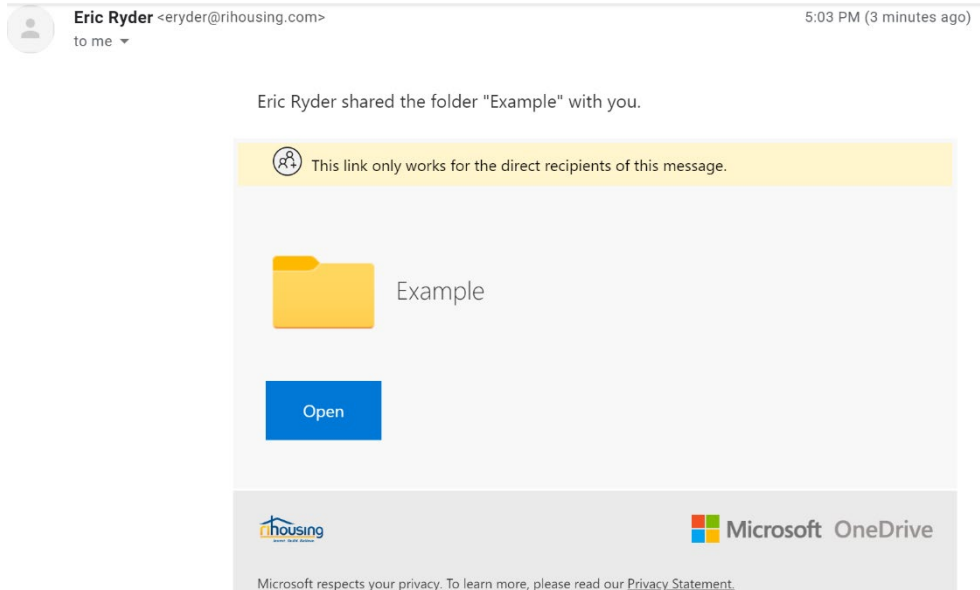 Eric Ryder <eryder@rihousing.com>
5:03 PM (3 minutes ago)
to me
Eric Ryder shared the folder "Example" with you.
This link only works for the direct recipients of this message.
Example
Open
rihousing
Microsoft OneDrive
Microsoft respects your privacy. To learn more, please read our Privacy Statement.